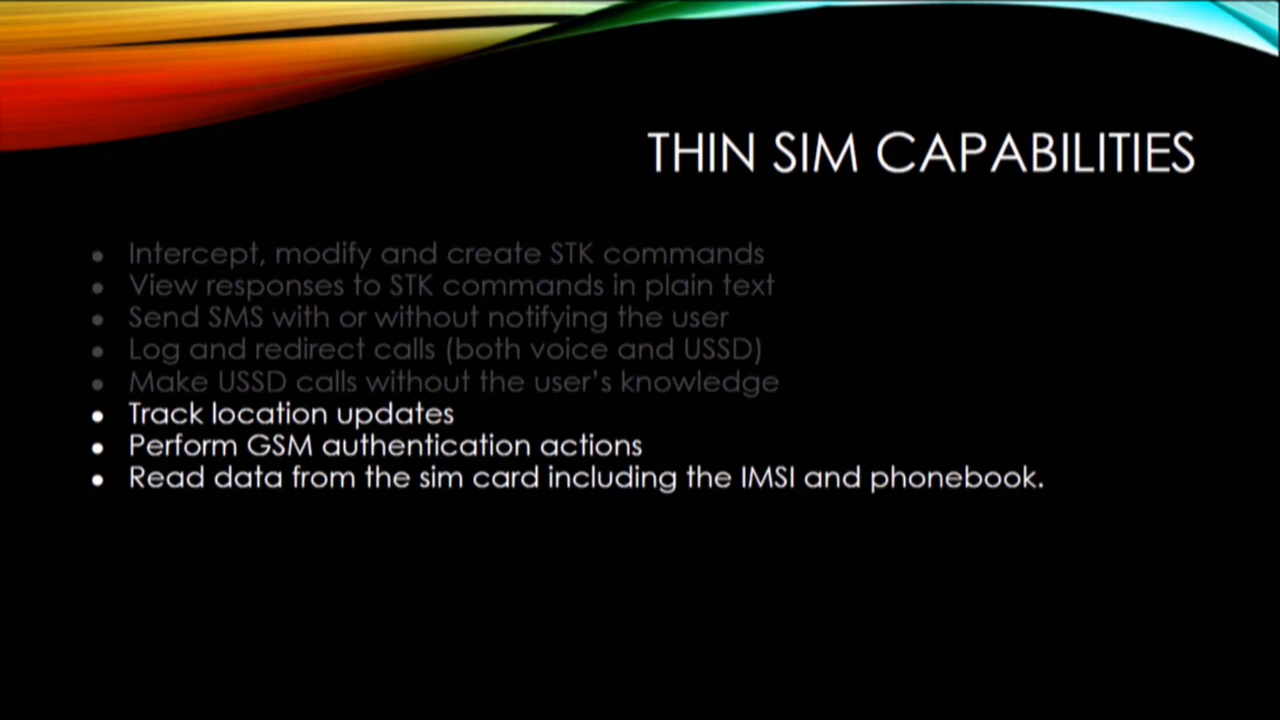 THIN SIM CAPABILITIES
• Intercept, modify and create STK commands
• View responses to STK commands in plain text
• Send SMS with or without notifying the user
• Log and redirect calls (both voice and USSD)
• Make USSD calls without the user's knowledge
• Track location updates
• Perform GSM authentication actions
• Read data from the sim card including the IMSI and phonebook.